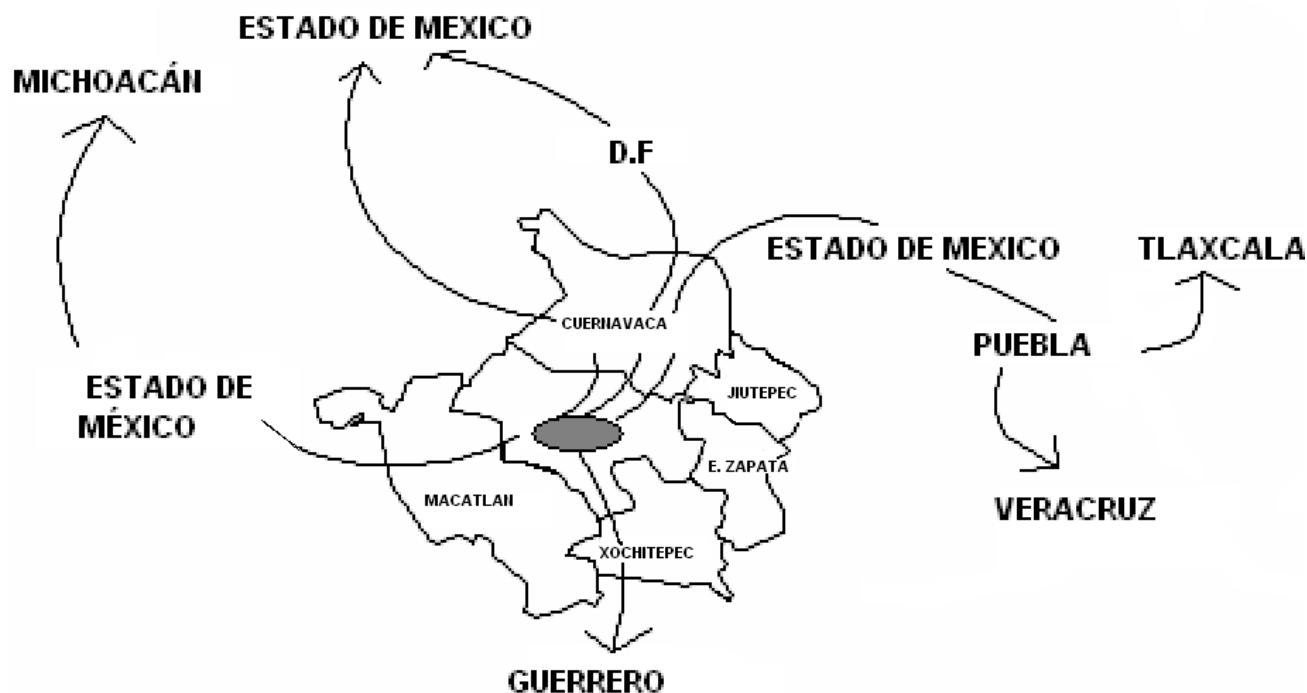 ESTADO DE MEXICO
MICHOACÁN
D.F
ESTADO DE MEXICO
TLAXCALA
CUERNAVACA
PUEBLA
ESTADO DE
MÉXICO
JIUTEPEC
E. ZAPATA
MACATLAN
VERACRUZ
XOCHITEPEC
GUERRERO